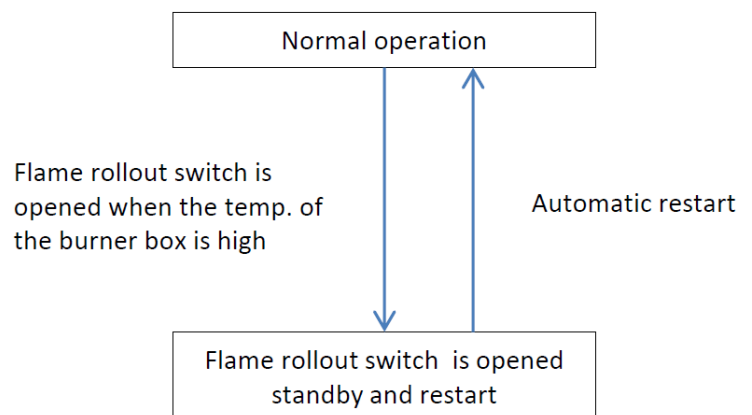 Normal operation
Flame rollout switch is
opened when the temp. of
the burner box is high
Automatic restart
Flame rollout switch is opened
standby and restart